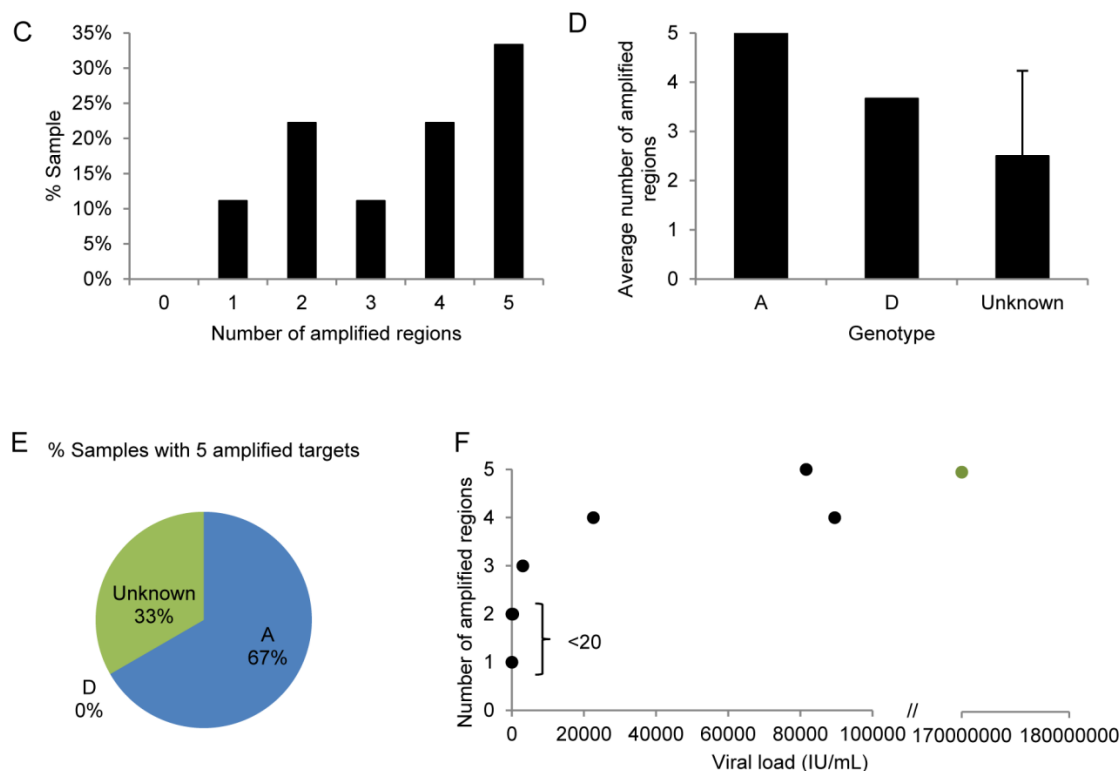 C
35%
30%
25%
20%
15%
10%
5%
0%
% Sample
0 1 2 3 4 5
Number of amplified regions
D
5
4
3
2
1
0
Average number of amplified
regions
A D Unknown
Genotype
E
% Samples with 5 amplified targets
Unknown
33%
A
67%
D
0%
F
5
4
3
2
1
0
Number of amplified regions
<20
0 20000 40000 60000 80000 100000 // 170000000 180000000
Viral load (IU/mL)